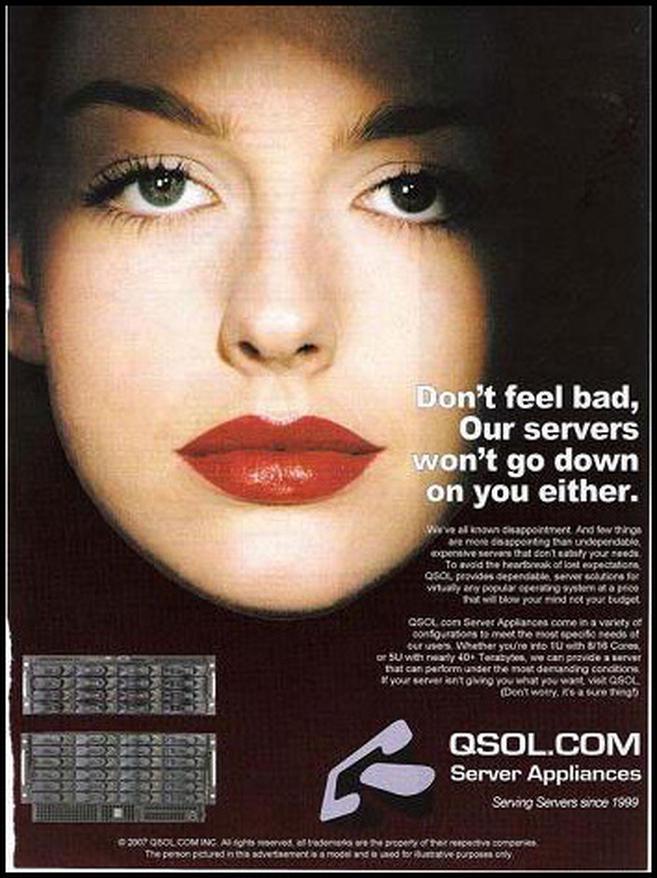 Don't feel bad,
Our servers
won't go down
on you either.
We've all known disappointment. And few things
are more disappointing than undependable,
expensive servers that don't satisfy your needs.
To avoid the heartbreak of lost expectations,
QSOL provides dependable, server solutions for
virtually any popular operating system at a price
that will blow your mind not your budget.
QSOL.com Server Appliances come in a variety of
configurations to meet the most specific needs of
our users. Whether you're into 1U with 8/16 Cores,
or 5U with nearly 40+ Terabytes, we can provide a server
that can perform under the most demanding conditions.
If your server isn't giving you what you want, visit QSOL.
(Don't worry, it's a sure thing!)
QSOL.COM
Server Appliances
Serving Servers since 1999
© 2007 QSOL.COM INC. All rights reserved, all trademarks are the property of their respective companies.
The person pictured in this advertisement is a model and is used for illustrative purposes only.